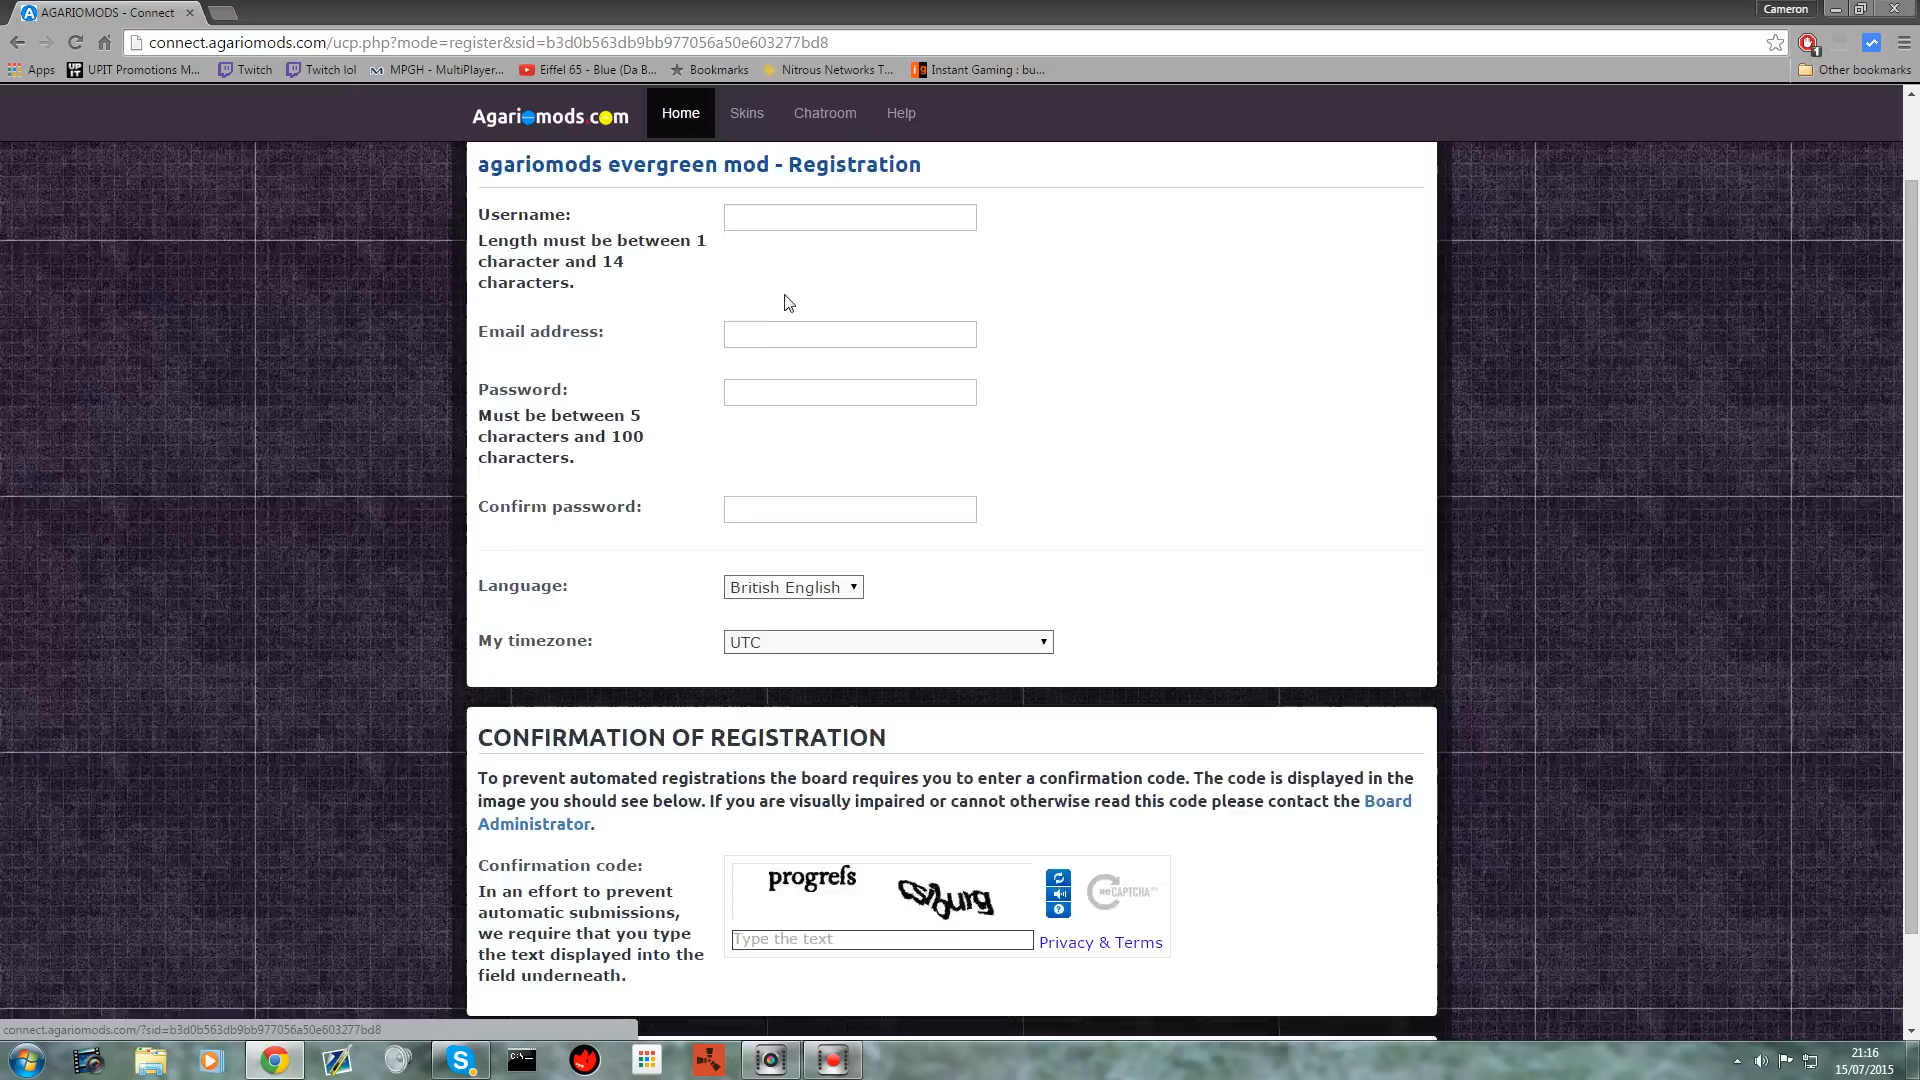 AGARIOMODS - Connect
Cameron
connect.agariomods.com/ucp.php?mode=register&sid=b3d0b563db9bb977056a50e603277bd8
Apps
UPIT Promotions M...
Twitch
Twitch lol
MPGH - MultiPlayer...
Eiffel 65 - Blue (Da B...
Bookmarks
Nitrous Networks T...
Instant Gaming : bu...
Other bookmarks
Agariomods.com
Home
Skins
Chatroom
Help
agariomods evergreen mod - Registration
Username:
Length must be between 1
character and 14
characters.
Email address:
Password:
Must be between 5
characters and 100
characters.
Confirm password:
Language:
British English
My timezone:
UTC
CONFIRMATION OF REGISTRATION
To prevent automated registrations the board requires you to enter a confirmation code. The code is displayed in the
image you should see below. If you are visually impaired or cannot otherwise read this code please contact the Board
Administrator.
Confirmation code:
In an effort to prevent
automatic submissions,
we require that you type
the text displayed into the
field underneath.
reCAPTCHA™
Type the text
Privacy & Terms
connect.agariomods.com/?sid=b3d0b563db9bb977056a50e603277bd8
21:16
15/07/2015